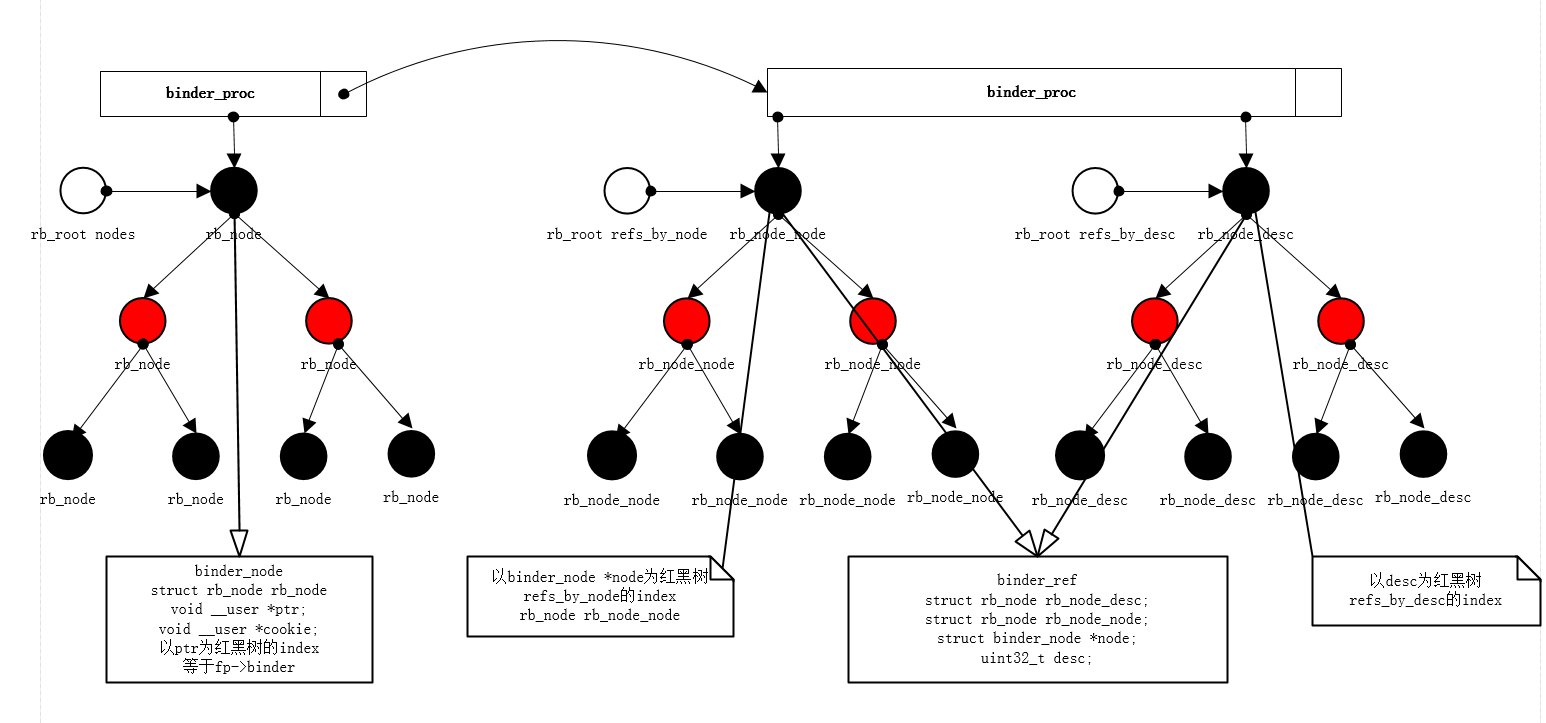 binder_proc
binder_proc
rb_root nodes
rb_node
rb_root refs_by_node
rb_node_node
rb_root refs_by_desc
rb_node_desc
rb_node
rb_node
rb_node_node
rb_node_node
rb_node_desc
rb_node_desc
rb_node
rb_node
rb_node
rb_node
rb_node_node
rb_node_node
rb_node_node
rb_node_node
rb_node_desc
rb_node_desc
rb_node_desc
rb_node_desc
binder_node
struct rb_node rb_node
void __user *ptr;
void __user *cookie;
以ptr为红黑树的index
等于fp->binder
以binder_node *node为红黑树
refs_by_node的index
rb_node rb_node_node
binder_ref
struct rb_node rb_node_desc;
struct rb_node rb_node_node;
struct binder_node *node;
uint32_t desc;
以desc为红黑树
refs_by_desc的index